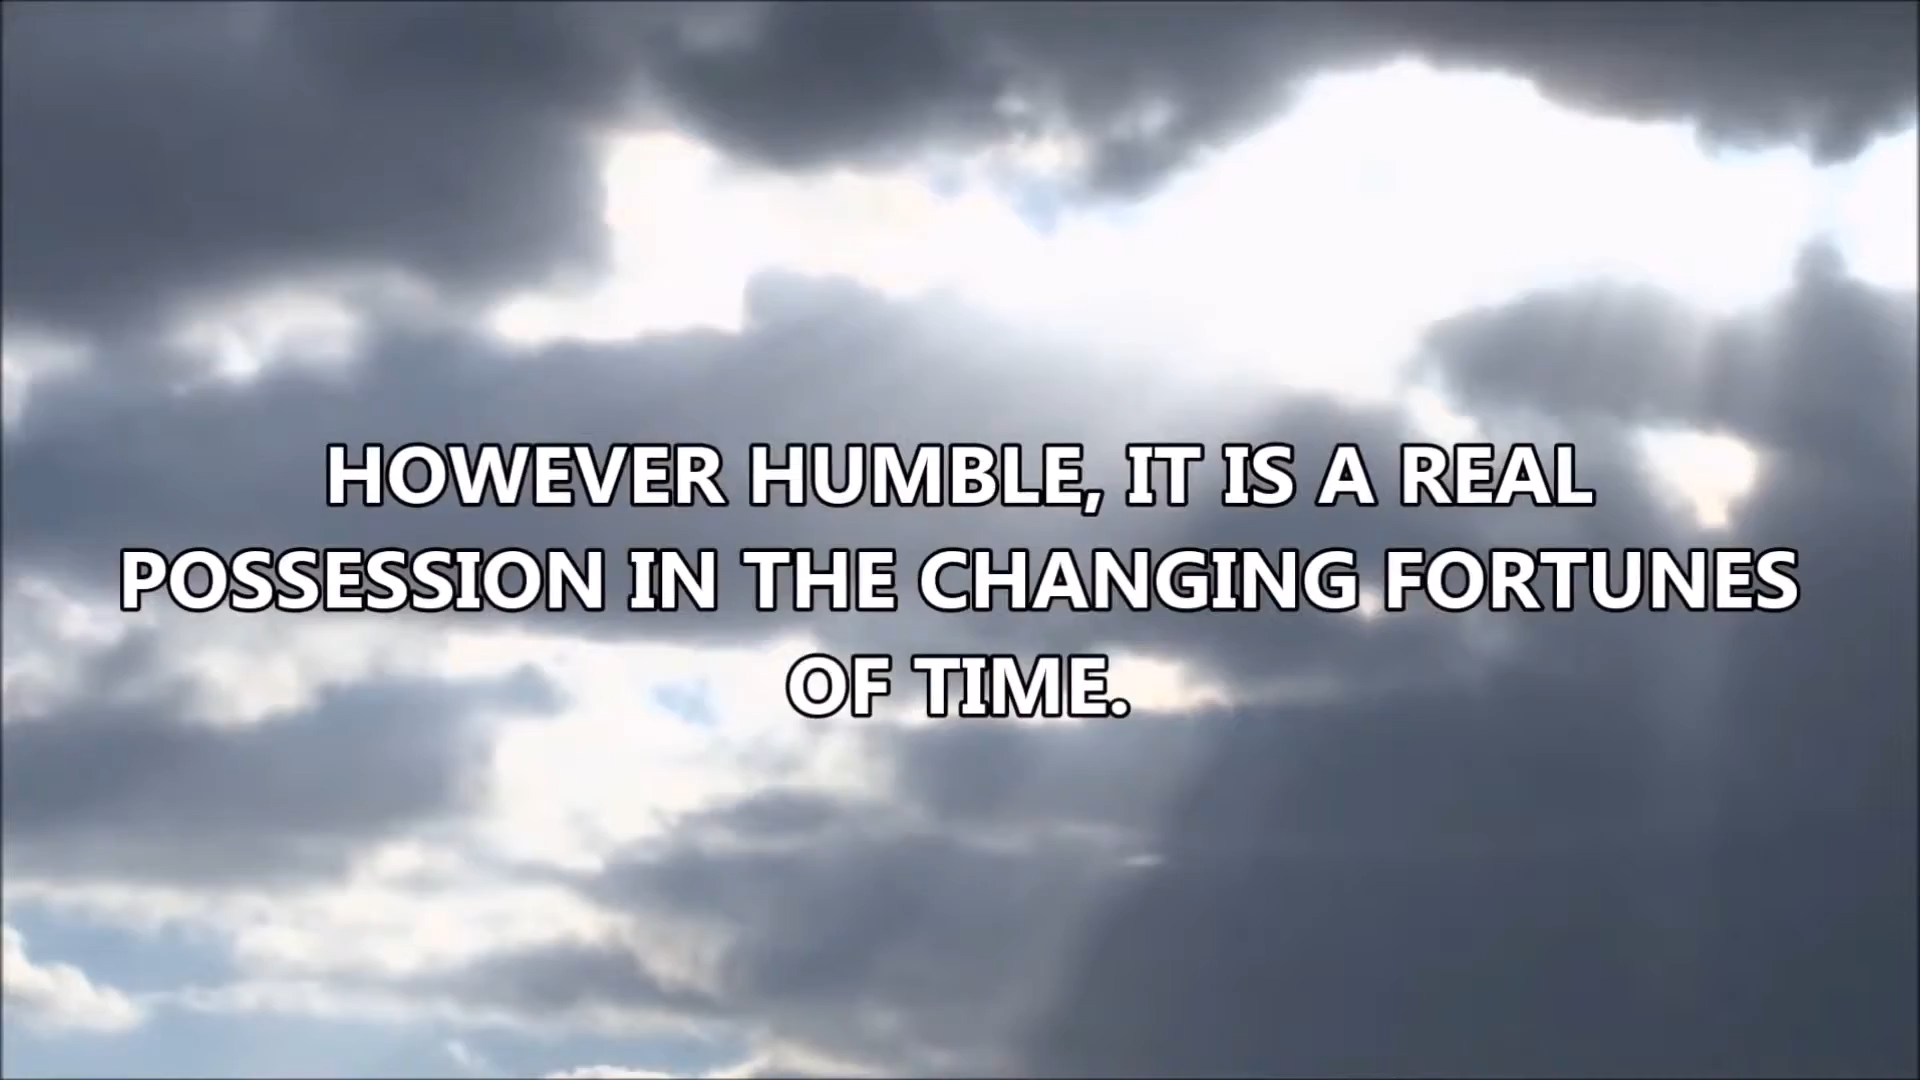 HOWEVER HUMBLE, IT IS A REAL
POSSESSION IN THE CHANGING FORTUNES
OF TIME.